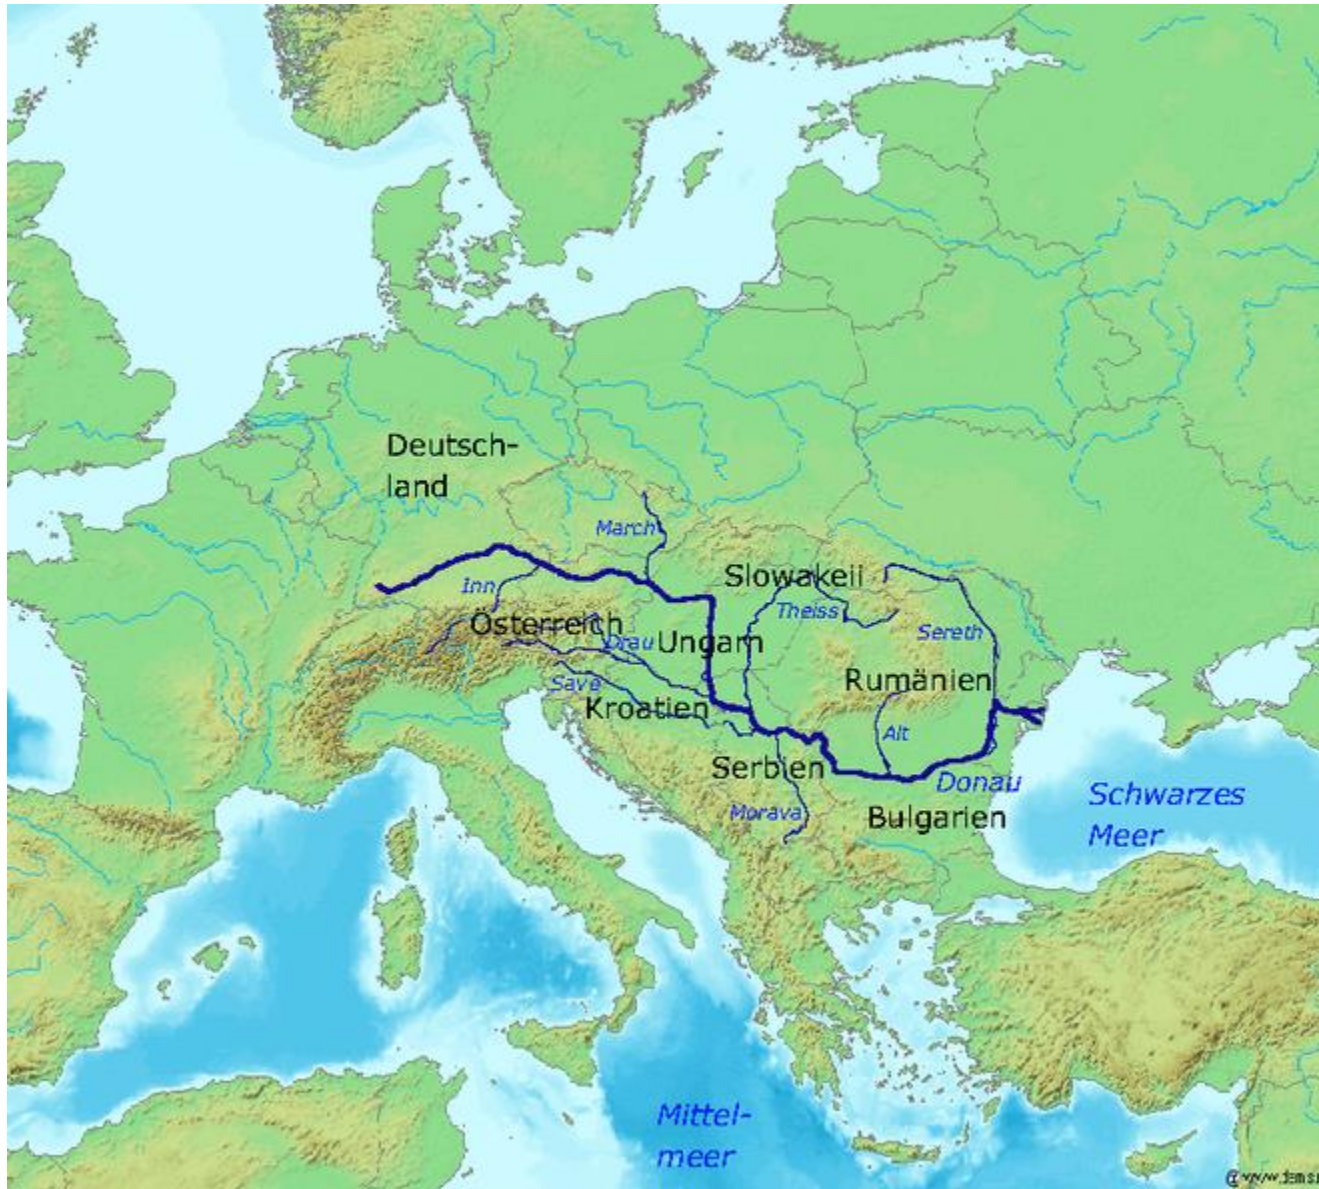 Deutsch-
land
March
Inn
Slowakeii
Theiss
Österreich
Drau
Ungarn
Sereth
Save
Kroatien
Rumänien
Alt
Serbien
Donau
Morava
Bulgarien
Schwarzes
Meer
Mittel-
meer